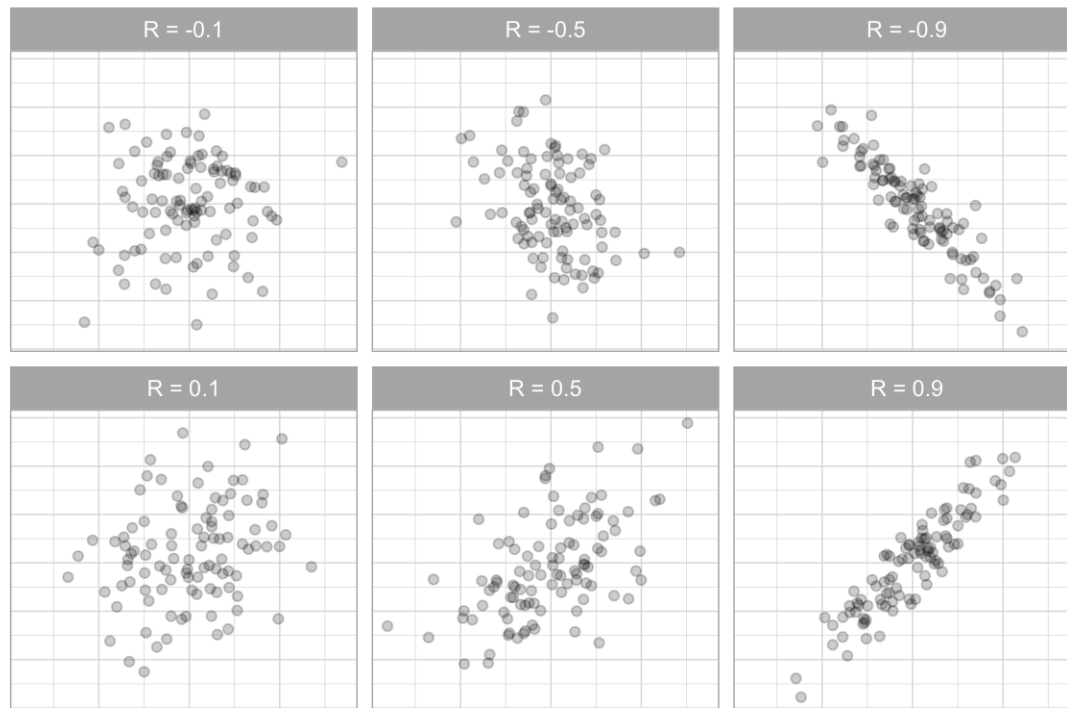 R = -0.1
R = -0.5
R = -0.9
R = 0.1
R = 0.5
R = 0.9